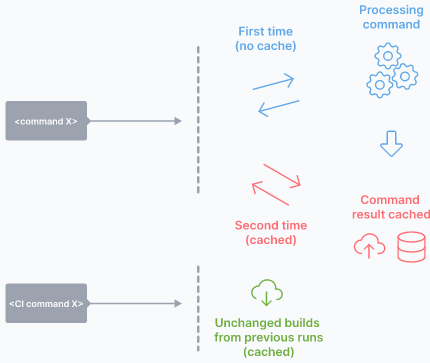 Processing
command
First time
(no cache)
<command X>
Command
result cached
Second time
(cached)
<CI command X>
Unchanged builds
from previous runs
(cached)